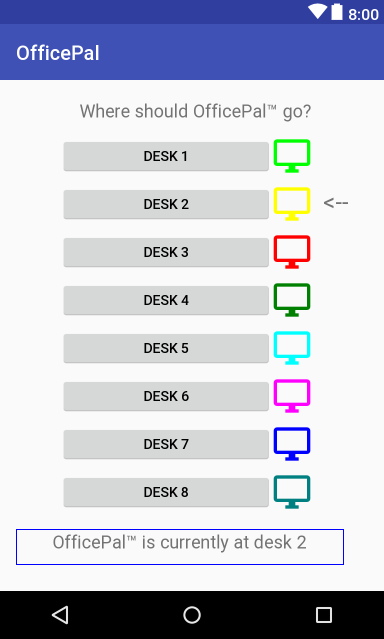 8:00
OfficePal
Where should OfficePal™ go?
DESK 1
DESK 2 <--
DESK 3
DESK 4
DESK 5
DESK 6
DESK 7
DESK 8
OfficePal™ is currently at desk 2